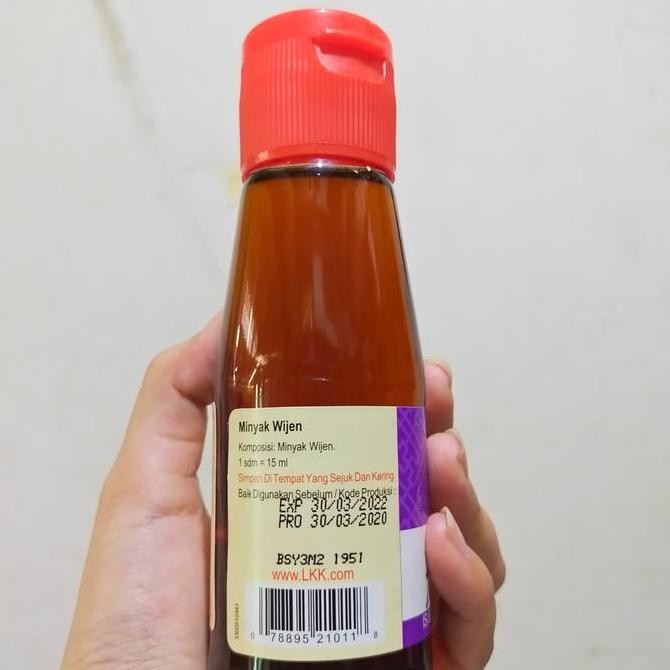 Minyak Wijen
Komposisi: Minyak Wijen.
1 sdm = 15 ml
Simpan Di Tempat Yang Sejuk Dan Kering
Baik Digunakan Sebelum / Kode Produksi :
EXP 30/03/2022
PRO 30/03/2020
BSY3M2 1951
www.LKK.com
0 78895 21011 8